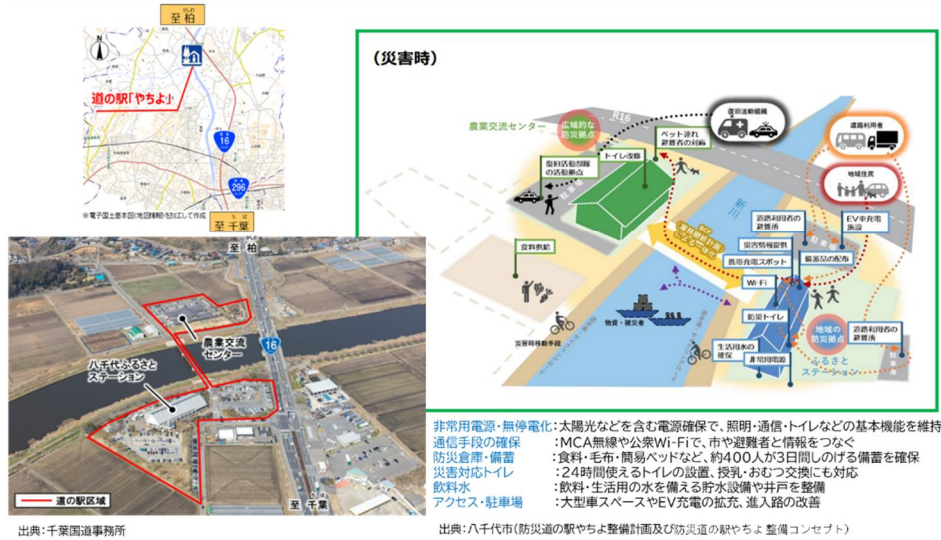 至柏
かしわ
N
道の駅「やちよ」
16
296
※電子国土基本図(地図情報)を加工して作成
ちば
至千葉
至 柏
農業交流
センター
16
八千代ふるさと
ステーション
道の駅区域
至 千葉
出典:千葉国道事務所
(災害時)
R16
農業交流センター
広域的な
防災拠点
ペット連れ
避難者の対応
復旧活動組織
道路利用者
地域住民
復旧活動部隊
の活動拠点
トイレ改修
新川
食料供給
道路利用者の
避難所
EV車充電
施設
災害情報提供
携帯充電スポット
備蓄品の配布
Wi-Fi
防災トイレ
物資・被災者
災害時移動手段
地域の
防災拠点
道路利用者の
避難所
ふるさと
ステーション
生活用水の
確保
非常用電源
非常用電源・無停電化:太陽光などを含む電源確保で、照明・通信・トイレなどの基本機能を維持
通信手段の確保:MCA無線や公衆Wi-Fiで、市や避難者と情報をつなぐ
防災倉庫・備蓄:食料・毛布・簡易ベッドなど、約400人が3日間しのげる備蓄を確保
災害対応トイレ:24時間使えるトイレの設置、授乳・おむつ交換にも対応
飲料水:飲料・生活用の水を備える貯水設備や井戸を整備
アクセス・駐車場:大型車スペースやEV充電の拡充、進入路の改善
出典:八千代市(防災道の駅やちよ整備計画及び防災道の駅やちよ 整備コンセプト)